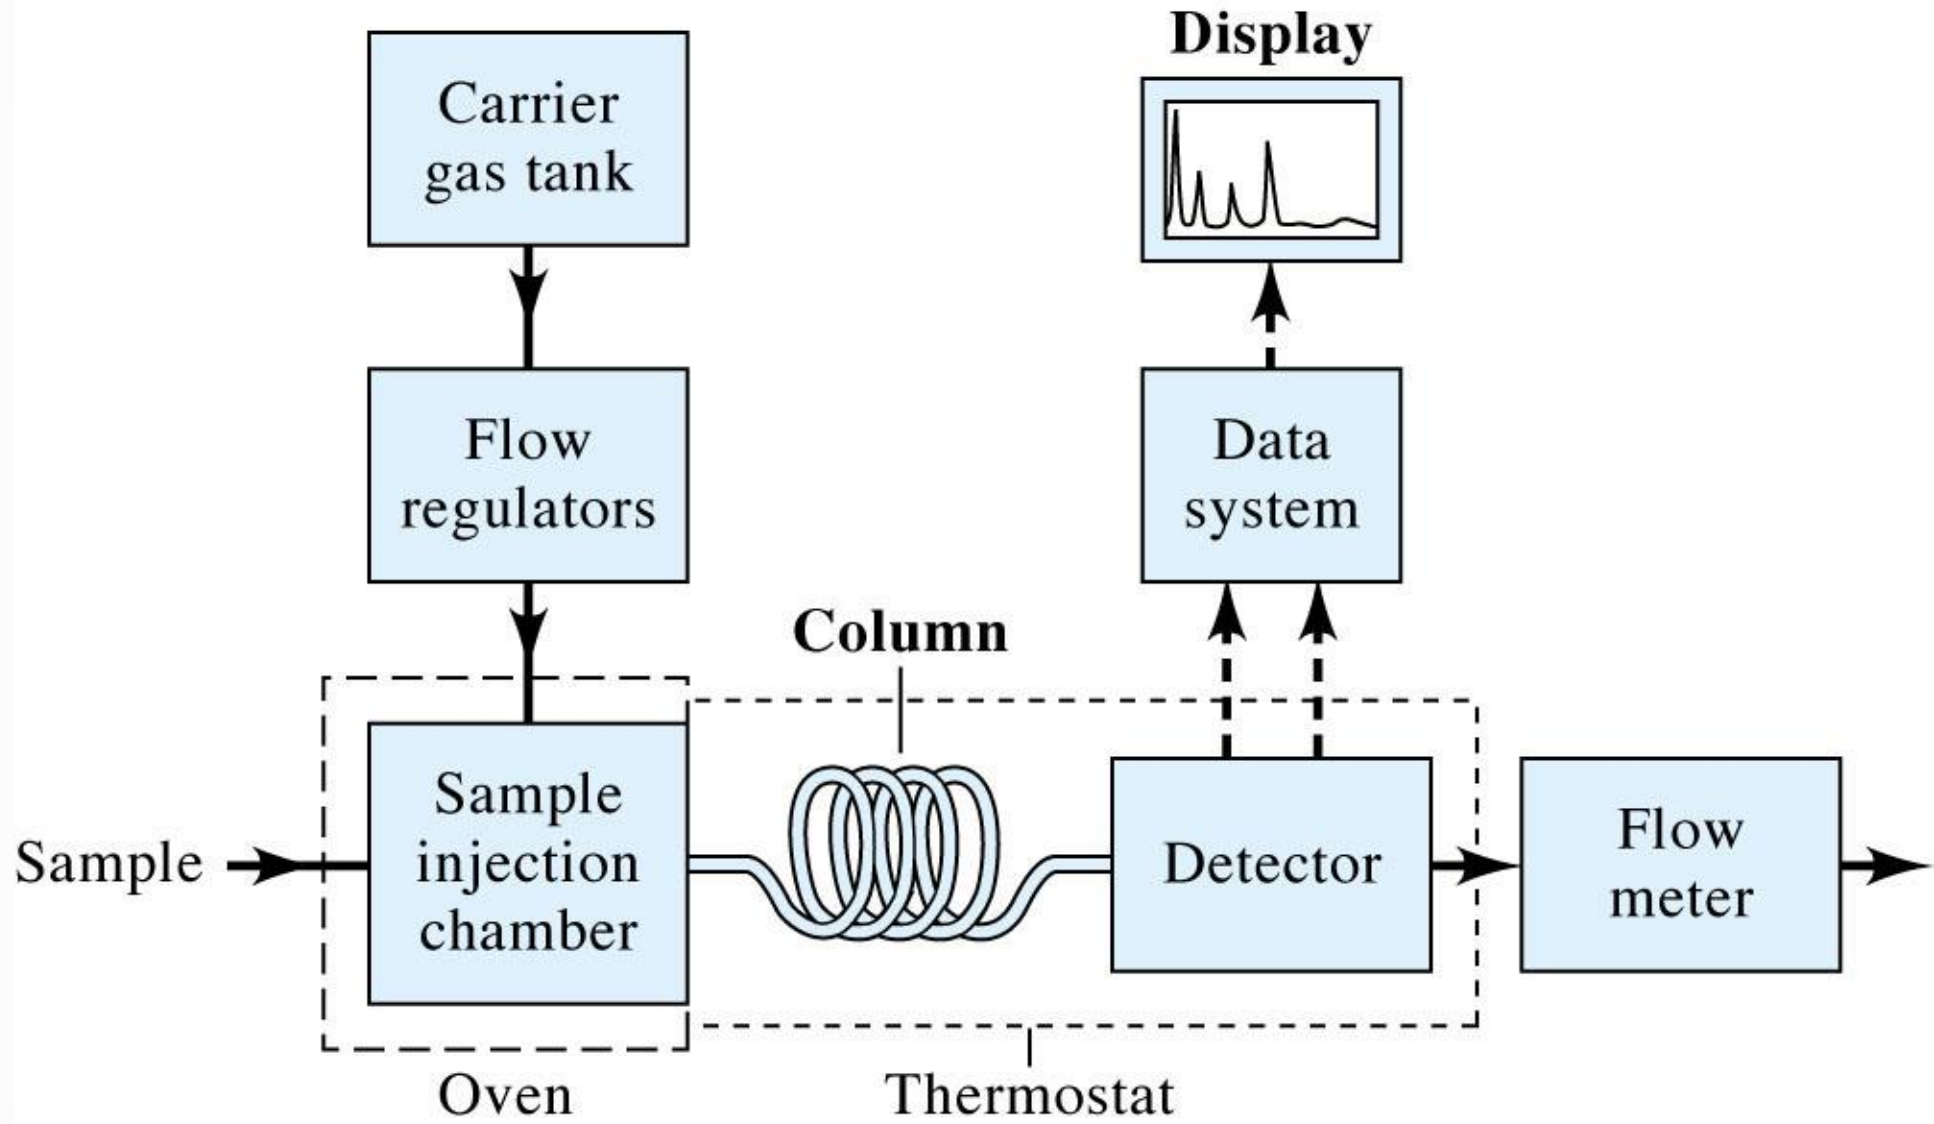 Carrier
gas tank
Display
Flow
regulators
Data
system
Column
Sample
Sample
injection
chamber
Detector
Flow
meter
Oven
Thermostat